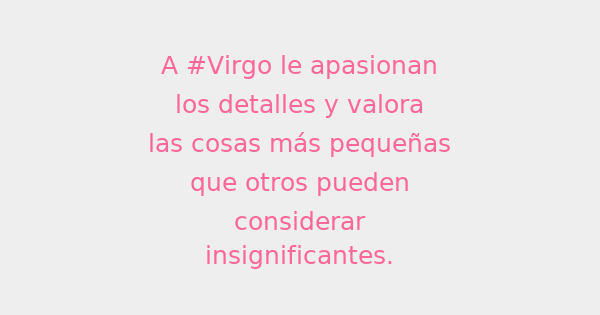 A #Virgo le apasionan
los detalles y valora
las cosas más pequeñas
que otros pueden
considerar
insignificantes.